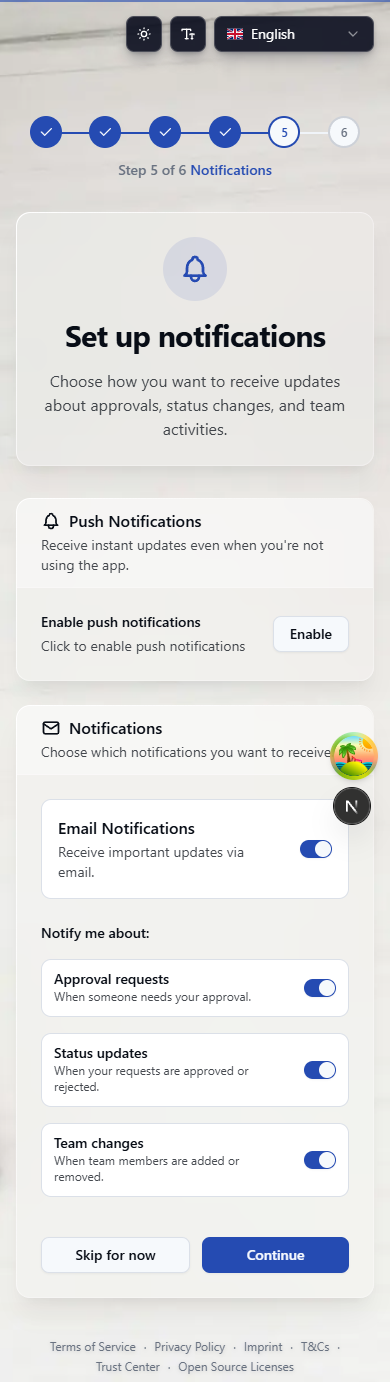 English
5
6
Step 5 of 6 Notifications
Set up notifications
Choose how you want to receive updates
about approvals, status changes, and team
activities.
Push Notifications
Receive instant updates even when you're not
using the app.
Enable push notifications
Click to enable push notifications
Enable
Notifications
Choose which notifications you want to receive
N
Email Notifications
Receive important updates via
email.
Notify me about:
Approval requests
When someone needs your approval.
Status updates
When your requests are approved or
rejected.
Team changes
When team members are added or
removed.
Skip for now
Continue
Terms of Service · Privacy Policy · Imprint · T&Cs ·
Trust Center · Open Source Licenses